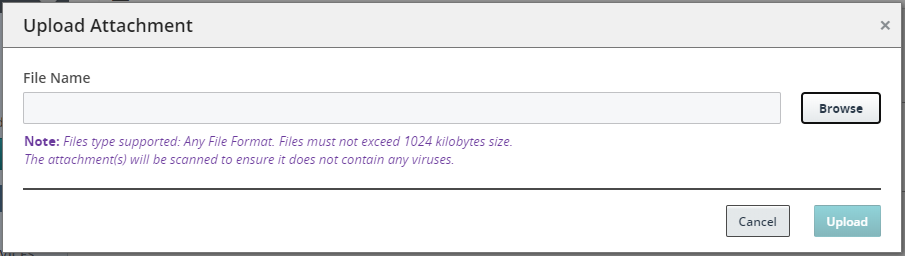 Upload Attachment
×
File Name
Browse
Note: Files type supported: Any File Format. Files must not exceed 1024 kilobytes size.
The attachment(s) will be scanned to ensure it does not contain any viruses.
Cancel
Upload